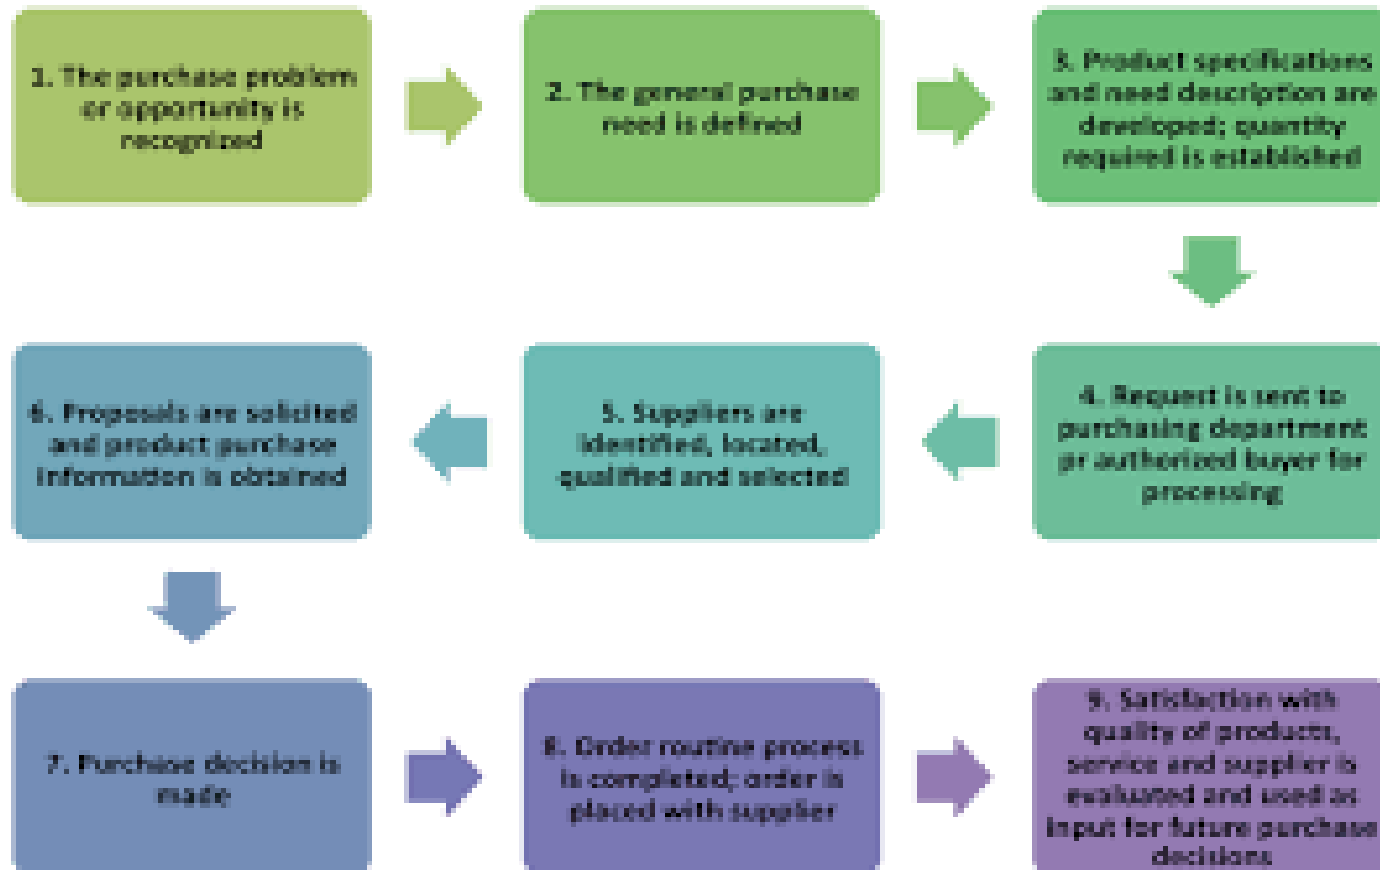 1. The purchase problem
or opportunity is
recognized
2. The general purchase
need is defined
3. Product specifications
and need description are
developed; quantity
required is established
4. Request is sent to
purchasing department
pr authorized buyer for
processing
5. Suppliers are
identified, located,
qualified and selected
6. Proposals are solicited
and product purchase
information is obtained
7. Purchase decision is
made
8. Order routine process
is completed; order is
placed with supplier
9. Satisfaction with
quality of products,
service and supplier is
evaluated and used as
input for future purchase
decisions